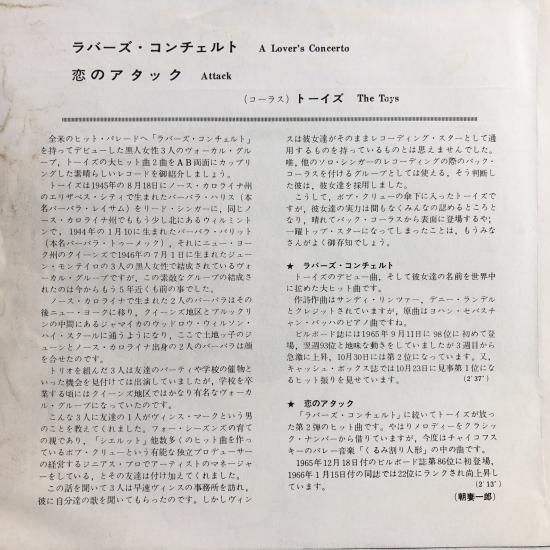 ラバーズ・コンチェルト　A Lover's Concerto
恋のアタック　Attack
(コーラス) トーイズ　The Toys
全米のヒット・パレードへ「ラバーズ・コンチェルト」
を持ってデビューした黒人女性3人のヴォーカル・グル
ープ、トーイズの大ヒット曲2曲をAB両面にカップリ
ングした素晴らしいレコードを御紹介しましょう。
トーイズは1945年の8月18日にノース・カロライナ州
のエリザベス・シティで生まれたバーバラ・ハリス（本
名バーバラ・レイサム）をリード・シンガーに、同じノ
ース・カロライナ州でももう少し北にあるウィルミント
ンで、1944年の1月10に生まれたバーバラ・パリット
（本名バーバラ・トゥーメック）、それにニュー・ヨー
ク州のクイーンズで1946年の7月1日に生まれたジュー
ン・モンテイロの3人の黒人女性で結成されているヴォ
ーカル・グループですが、この素敵なグループの結成さ
れたのは今からもう5年近くも前の事でした。
ノース・カロライナで生まれた2人のバーバラはその
後ニュー・ヨークに移り、クイーンズ地区とブルックリ
ンの中間にあるジャマイカのウッドロウ・ウィルソン・
ハイ・スクールに通うようになり、ここで土地っ子のジ
ューンとノース・カロライナ出身の2人のバーバラは顔
を合せたのです。
トリオを組んだ3人は友達のパーティや学校の催物と
いった機会を見付けては出演していましたが、学校を卒
業する頃にはクイーンズ地区ではかなり有名なヴォーカ
ル・グループになっていたのです。
こんな3人に友達の1人がヴィンス・マークという男
のことを教えてくれました。フォー・シーズンズの育て
の親であり、「シェルット」他数多くのヒット曲を作っ
ているボブ・クリューという有能な独立プロデューサー
の経営するジニアス・プロでアーティストのマネージャ
ーをしている、とその友達は付け加えてくれました。
この話を聞いて3人は早速ヴィンスの事務所を訪れ、
彼に自分達の歌を聞いてもらったのです。しかしヴィン
スは彼女達がそのままレコーディング・スターとして通
用するものを持っているものとは思えませんでした。
唯、他のソロ・シンガーのレコーディングの際のバック・
コーラスを付けるグループとしては使える。そう判断し
た彼は、彼女達を採用しました。
こうして、ボブ・クリューの傘下に入ったトーイズで
すが、彼女達の実力は間もなくみんなの認めるところと
なり、晴れてバック・コーラスから表面に登場するや、
一躍トップ・スターになってしまったことは、もうみな
さんがよく御存知でしょう。
★　ラバーズ・コンチェルト
トーイズのデビュー曲、そして彼女達の名前を世界中
に拡めた大ヒット曲です。
作詩作曲はサンディ・リンツァー、デニー・ランデル
とクレジットされていますが、原曲はヨハン・セバスチ
ャン・バッハのピアノ曲ですね。
ビルボード誌には1965年の9月11日に98位に初めて登
場、翌週93位と地味な動きをしていましたが3週目から
急激に上昇、10月30日には第2位になっています。又、
キャッシュ・ボックス誌では10月23日に見事第1位にな
るヒット振りを見せています。 (2′37″)
★　恋のアタック
「ラバーズ・コンチェルト」に続いてトーイズが放っ
た第2弾のヒット曲です。やはりメロディーをクラシッ
ク・ナンバーから借りていますが、今度はチャイコフス
キーのバレー音楽「くるみ割り人形」の中の曲です。
1965年12月18日付のビルボード誌第86位に初登場、
1966年1月15日付の同誌では22位にランクされ尚上昇し
ています。 (2′13″)
(朝妻一郎)